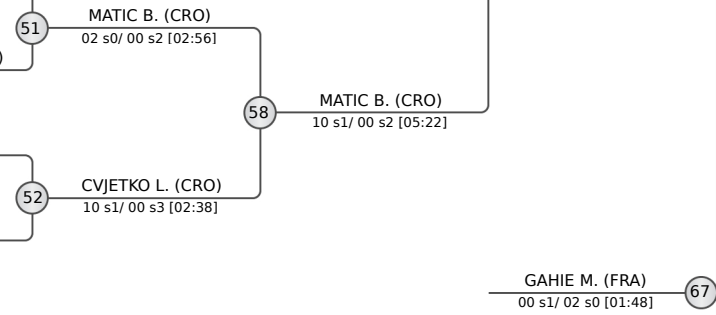 51
MATIC B. (CRO)
02 s0/ 00 s2 [02:56]
)
58
MATIC B. (CRO)
10 s1/ 00 s2 [05:22]
52
CVJETKO L. (CRO)
10 s1/ 00 s3 [02:38]
GAHIE M. (FRA)
00 s1/ 02 s0 [01:48]
67